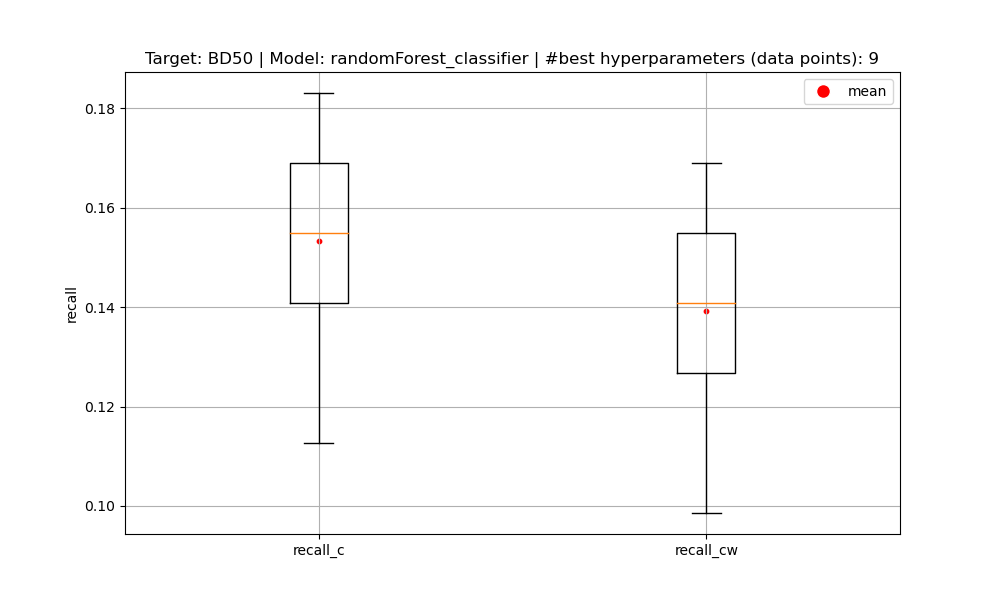 Target: BD50 | Model: randomForest_classifier | #best hyperparameters (data points): 9
mean
0.18
0.16
0.14
0.12
0.10
recall
recall_c
recall_cw